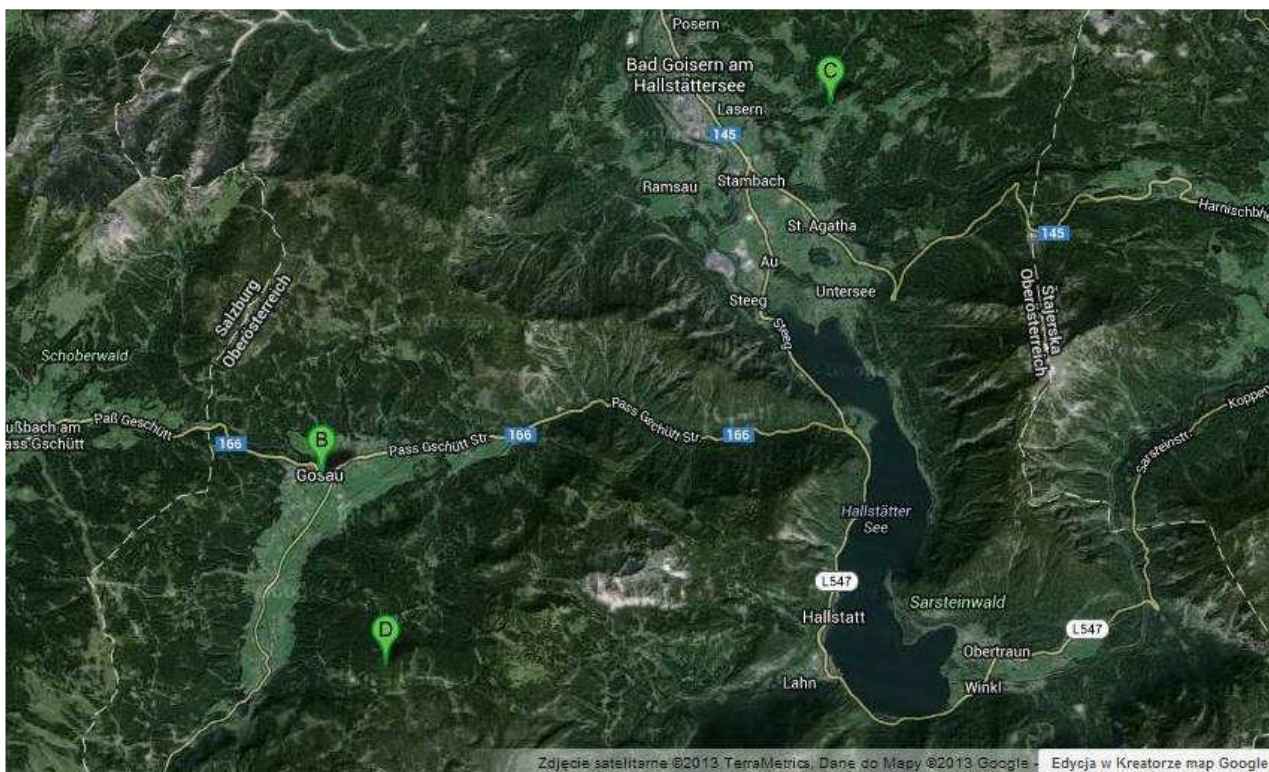 Posern
Bad Goisern am
Hallstättersee
C
Lasern
145
Ramsau
Stambach
St. Agatha
Harnischbh
145
Au
Untersee
Steeg
Steeg
Salzburg
Oberösterreich
Štajerska
Oberösterreich
Schoberwald
Paß Geschütt
ußbach am
ass Gschütt
166
B
Gosau
Pass Gschütt Str
166
Pass Gschütt Str.
166
Koppen
Sarsteinstr.
Hallstätter
See
L547
Hallstatt
Sarsteinwald
L547
Obertraun
D
Lahn
Winkl
Zdjęcie satelitarne ©2013 TerraMetrics, Dane do Mapy ©2013 Google - Edycja w Kreatorze map Google